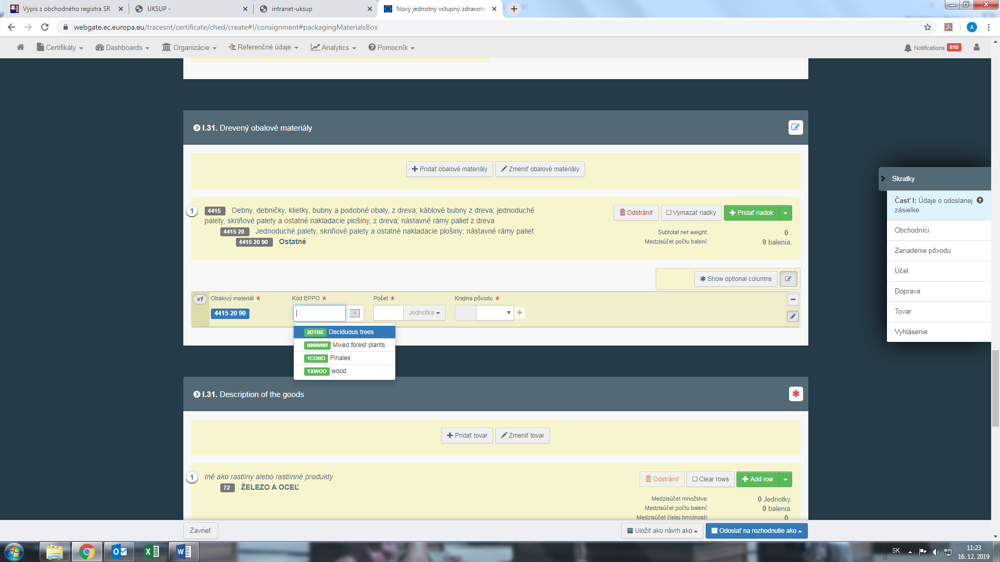 Výpis z obchodného registra SR
UKSUP -
intranet-uksup
Nový jednotný vstupný zdravotn
webgate.ec.europa.eu/tracesnt/certificate/ched/create#!/consignment#packagingMaterialsBox
A
Certifikáty
Dashboards
Organizácie
Referenčné údaje
Analytics
Pomocník
Notifications 619
I.31. Drevený obalové materiály
Pridať obalové materiály
Zmeniť obalové materiály
1
4415 Debny, debničky, klietky, bubny a podobné obaly, z dreva; káblové bubny z dreva; jednoduché
palety, skriňové palety a ostatné nakladacie plošiny, z dreva; nástavné rámy paliet z dreva
4415 20 Jednoduché palety, skriňové palety a ostatné nakladacie plošiny; nástavné rámy paliet
4415 20 90 Ostatné
Odstrániť
Vymazať riadky
Pridať riadok
Subtotal net weight: 0 .
Medzisúčet počtu balení: 0 balenia.
Show optional columns
#1
Obalový materiál *
Kód EPPO *
Počet *
Krajina pôvodu *
4415 20 90
4
Jednotka
2DTRE Deciduous trees
NNNWW Mixed forest plants
1CONO Pinales
YXWOO wood
I.31. Description of the goods
Pridať tovar
Zmeniť tovar
1
Iné ako rastliny alebo rastlinné produkty
72 ŽELEZO A OCEĽ
Odstrániť
Clear rows
Add row
Medzisúčet množstva: 0 Jednotky.
Medzisúčet počtu balení: 0 balenia.
Medzisúčet čistej hmotnosti: 0
Skratky
Časť I: Údaje o odoslanej
zásielke
Obchodníci
Zariadenie pôvodu
Účel
Doprava
Tovar
Vyhlásenie
Zavrieť
Uložiť ako návrh ako
Odoslať na rozhodnutie ako
SK
11:23
16. 12. 2019